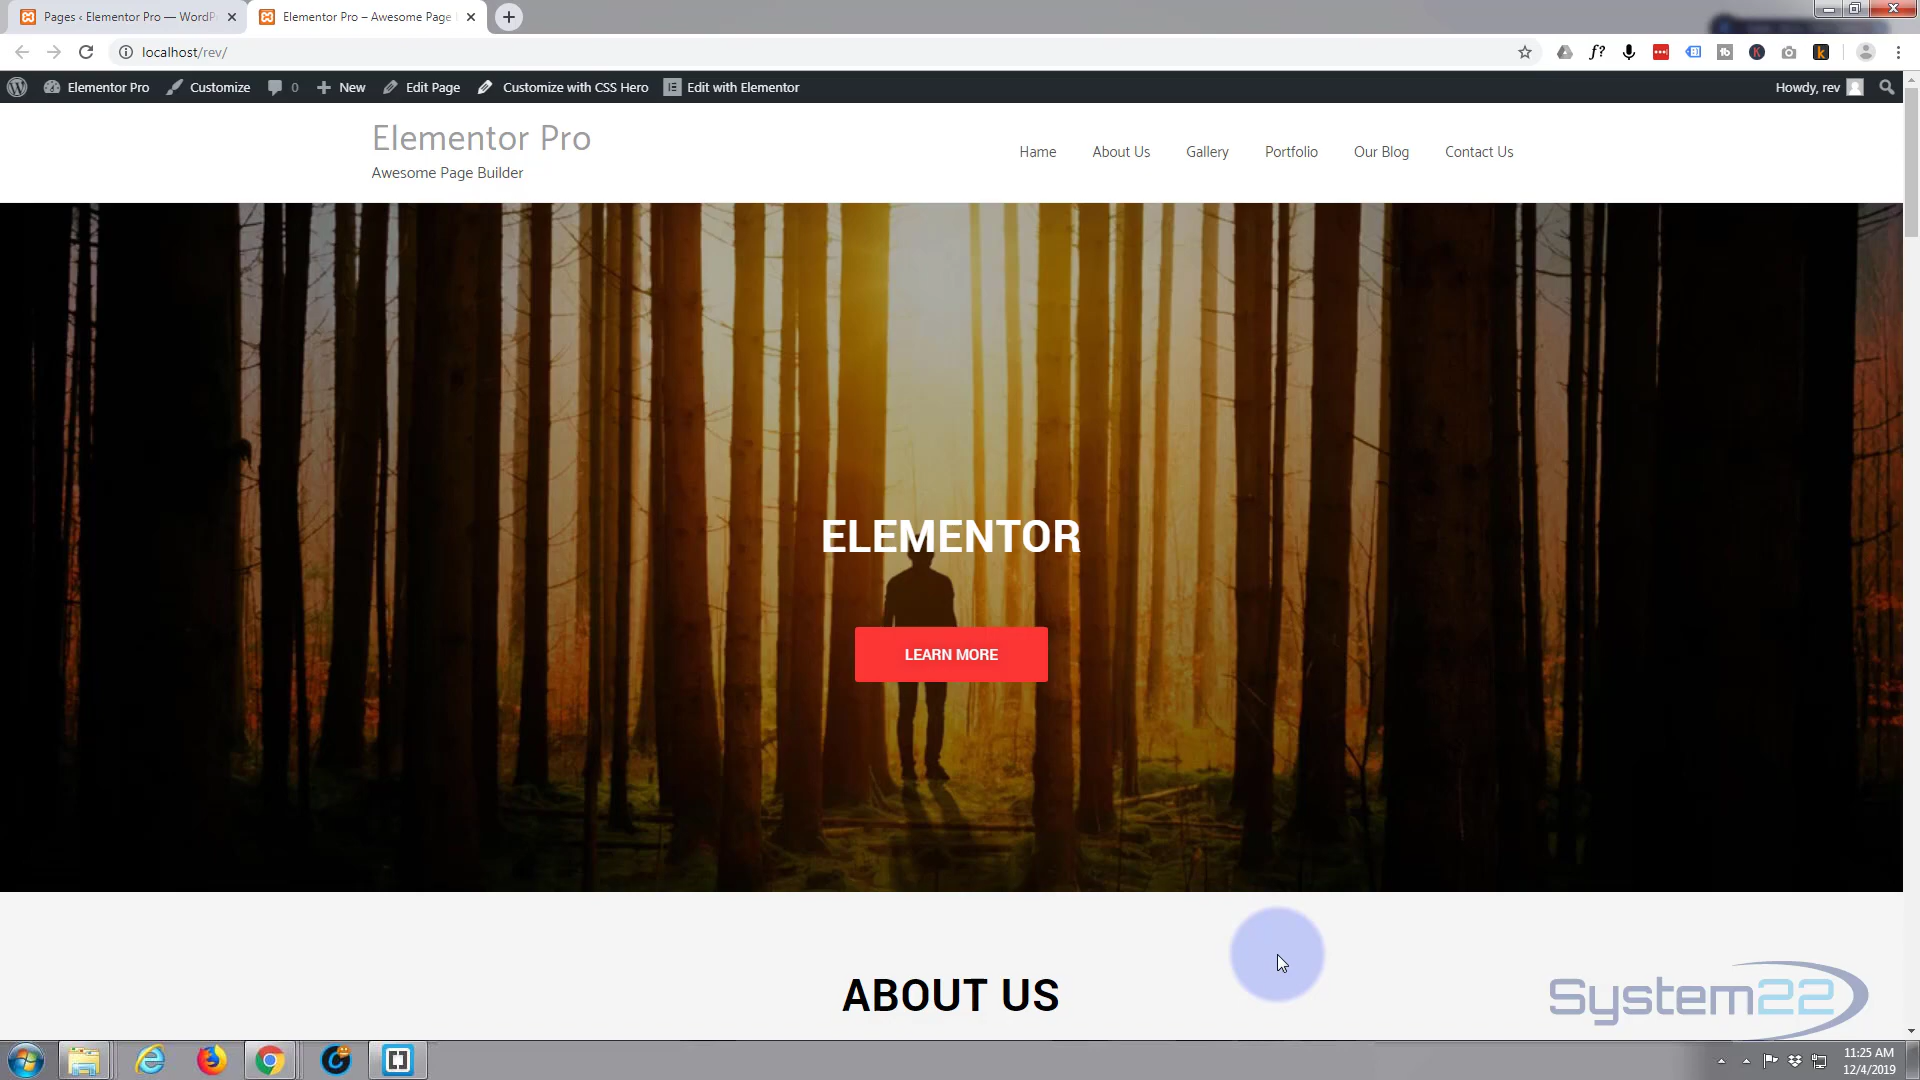 Pages ‹ Elementor Pro — WordP
Elementor Pro – Awesome Page
localhost/rev/
f?
tb
K
k
Elementor Pro
Customize
0
New
Edit Page
Customize with CSS Hero
Edit with Elementor
Howdy, rev
Elementor Pro
Awesome Page Builder
Home
About Us
Gallery
Portfolio
Our Blog
Contact Us
ELEMENTOR
LEARN MORE
ABOUT US
System22
11:25 AM
12/4/2019